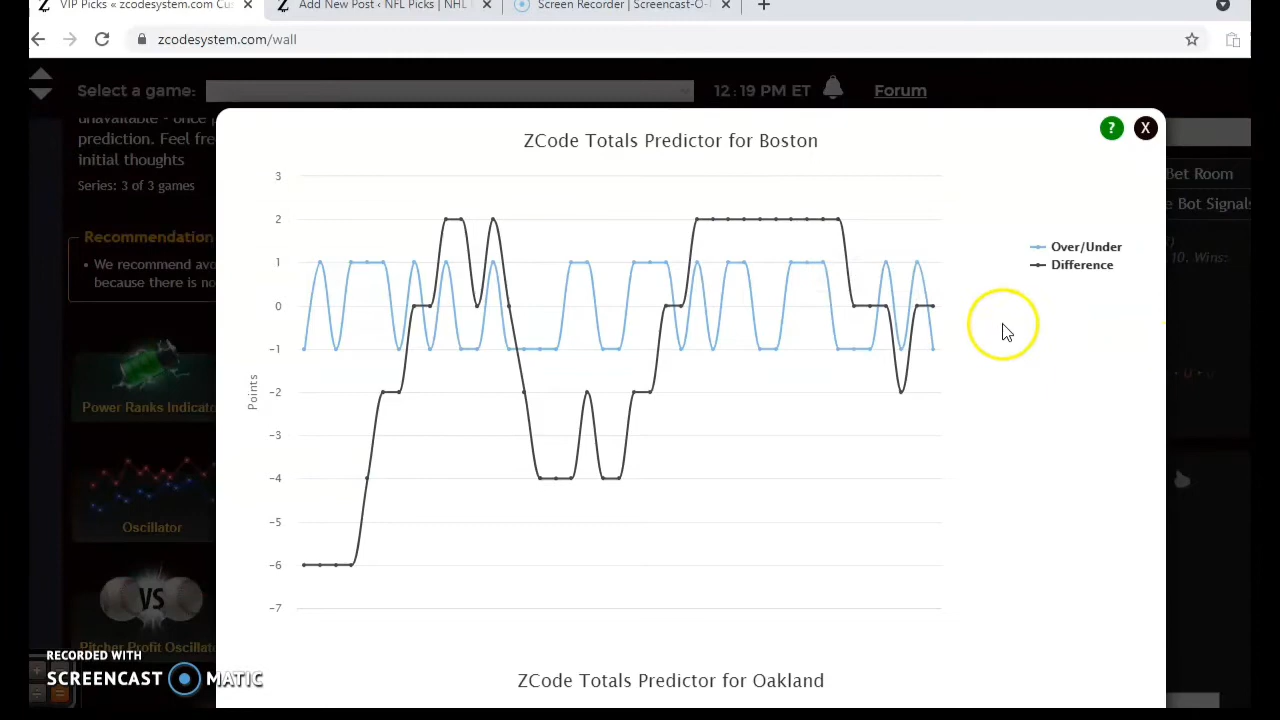 VIP Picks « zcodesystem.com Cu
Add New Post ‹ NFL Picks | NHL
Screen Recorder | Screencast-O-
zcodesystem.com/wall
Select a game:
12:19 PM ET
Forum
unavailable - once
prediction. Feel fre
initial thoughts
Series: 3 of 3 games
Recommendation
We recommend avo
because there is no
Power Ranks Indicato
Oscillator
VS
Pitcher Profit Oscillato
Bet Room
Bot Signals
10. Wins:
? X
ZCode Totals Predictor for Boston
3
2
1
0
-1
-2
-3
-4
-5
-6
-7
Points
Over/Under
Difference
ZCode Totals Predictor for Oakland
RECORDED WITH
SCREENCAST MATIC